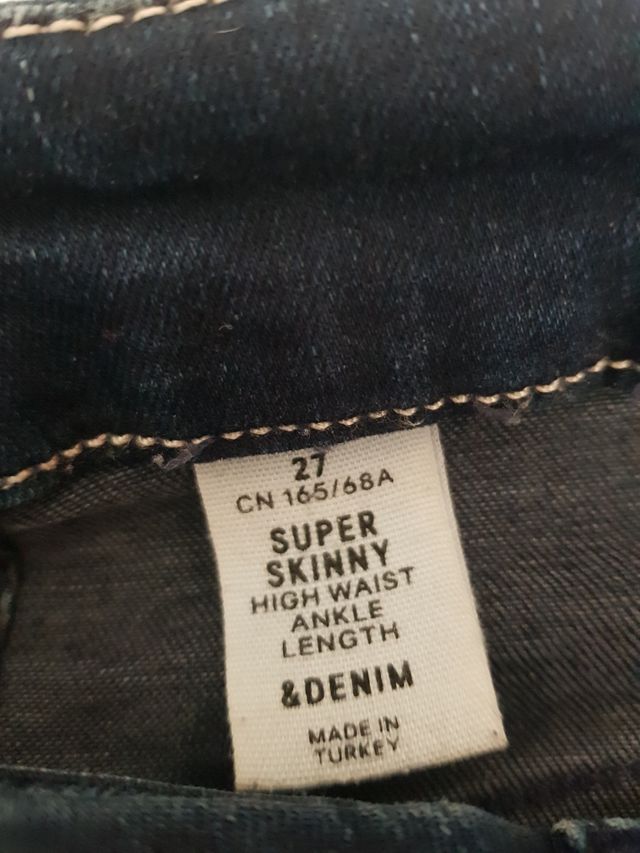 27
CN 165/68A
SUPER
SKINNY
HIGH WAIST
ANKLE
LENGTH
&DENIM
MADE IN
TURKEY